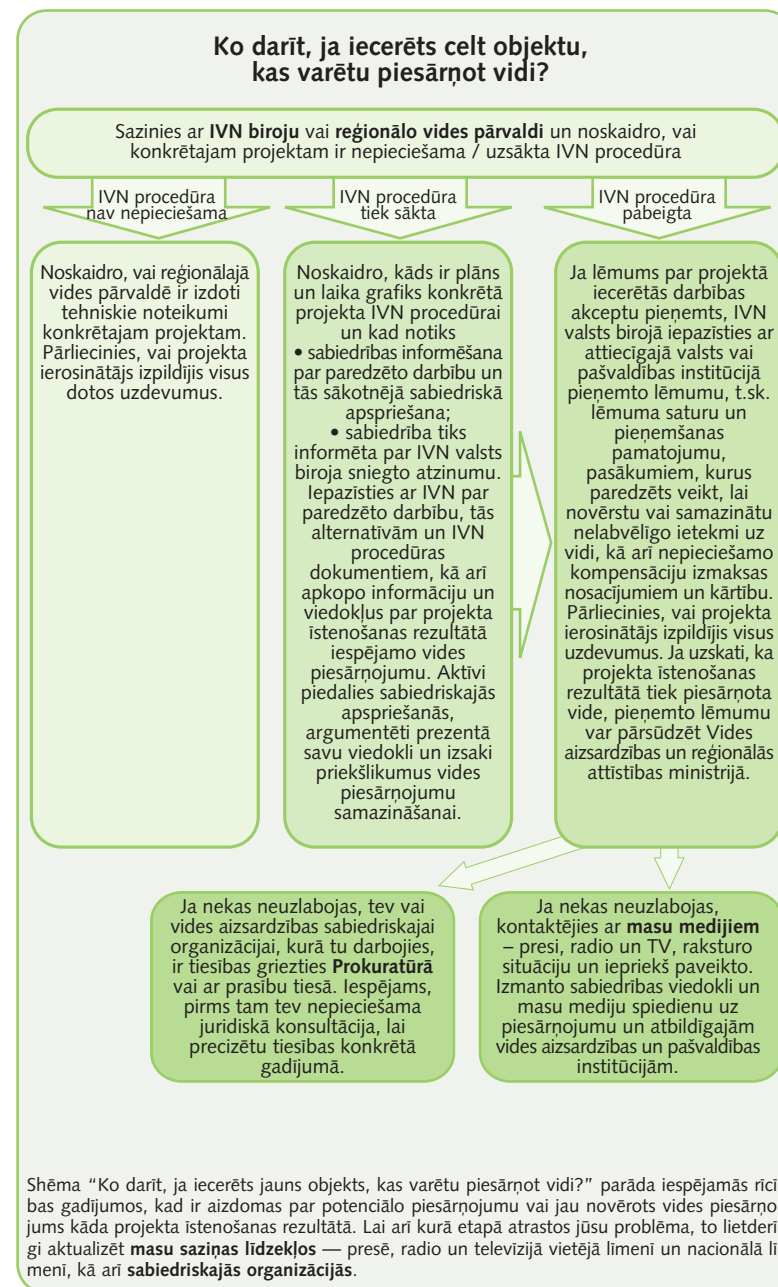 Ko darīt, ja iecerēts celt objektu,
kas varētu piesārņot vidi?
Sazinies ar IVN biroju vai reģionālo vides pārvaldi un noskaidro, vai
konkrētajam projektam ir nepieciešama / uzsākta IVN procedūra
IVN procedūra
nav nepieciešama
Noskaidro, vai reģionālajā
vides pārvaldē ir izdoti
tehniskie noteikumi
konkrētajam projektam.
Pārliecinies, vai projekta
ierosinātājs izpildījis visus
dotos uzdevumus.
IVN procedūra
tiek sākta
Noskaidro, kāds ir plāns
un laika grafiks konkrētā
projekta IVN procedūrai
un kad notiks
• sabiedrības informēšana
par paredzēto darbību un
tās sākotnējā sabiedriskā
apspriešana;
• sabiedrība tiks
informēta par IVN valsts
biroja sniegto atzinumu.
Iepazīsties ar IVN par
paredzēto darbību, tās
alternatīvām un IVN
procedūras
dokumentiem, kā arī
apkopo informāciju un
viedokļus par projekta
īstenošanas rezultātā
iespējamo vides
piesārņojumu. Aktīvi
piedalies sabiedriskajās
apspriešanās,
argumentēti prezentā
savu viedokli un izsaki
priekšlikumus vides
piesārņojumu
samazināšanai.
IVN procedūra
pabeigta
Ja lēmums par projektā
iecerētās darbības
akceptu pieņemts, IVN
valsts birojā iepazīsties ar
attiecīgajā valsts vai
pašvaldības institūcijā
pieņemto lēmumu, t.sk.
lēmuma saturu un
pieņemšanas
pamatojumu,
pasākumiem, kurus
paredzēts veikt, lai
novērstu vai samazinātu
nelabvēlīgo ietekmi uz
vidi, kā arī nepieciešamo
kompensāciju izmaksas
nosacījumiem un kārtību.
Pārliecinies, vai projekta
ierosinātājs izpildījis visus
uzdevumus. Ja uzskati, ka
projekta īstenošanas
rezultātā tiek piesārņota
vide, pieņemto lēmumu
var pārsūdzēt Vides
aizsardzības un reģionālās
attīstības ministrijā.
Ja nekas neuzlabojas, tev vai
vides aizsardzības sabiedriskajai
organizācijai, kurā tu darbojies,
ir tiesības griezties Prokuratūrā
vai ar prasību tiesā. Iespējams,
pirms tam tev nepieciešama
juridiskā konsultācija, lai
precizētu tiesības konkrētā
gadījumā.
Ja nekas neuzlabojas,
kontaktējies ar masu medijiem
– presi, radio un TV, raksturo
situāciju un iepriekš paveikto.
Izmanto sabiedrības viedokli un
masu mediju spiedienu uz
piesārņojumu un atbildīgajām
vides aizsardzības un pašvaldības
institūcijām.
Shēma “Ko darīt, ja iecerēts jauns objekts, kas varētu piesārņot vidi?” parāda iespējamās rīcī
bas gadījumos, kad ir aizdomas par potenciālo piesārņojumu vai jau novērots vides piesārņo
jums kāda projekta īstenošanas rezultātā. Lai arī kurā etapā atrastos jūsu problēma, to lietderī
gi aktualizēt masu saziņas līdzekļos — presē, radio un televīzijā vietējā līmenī un nacionālā lī
menī, kā arī sabiedriskajās organizācijās.